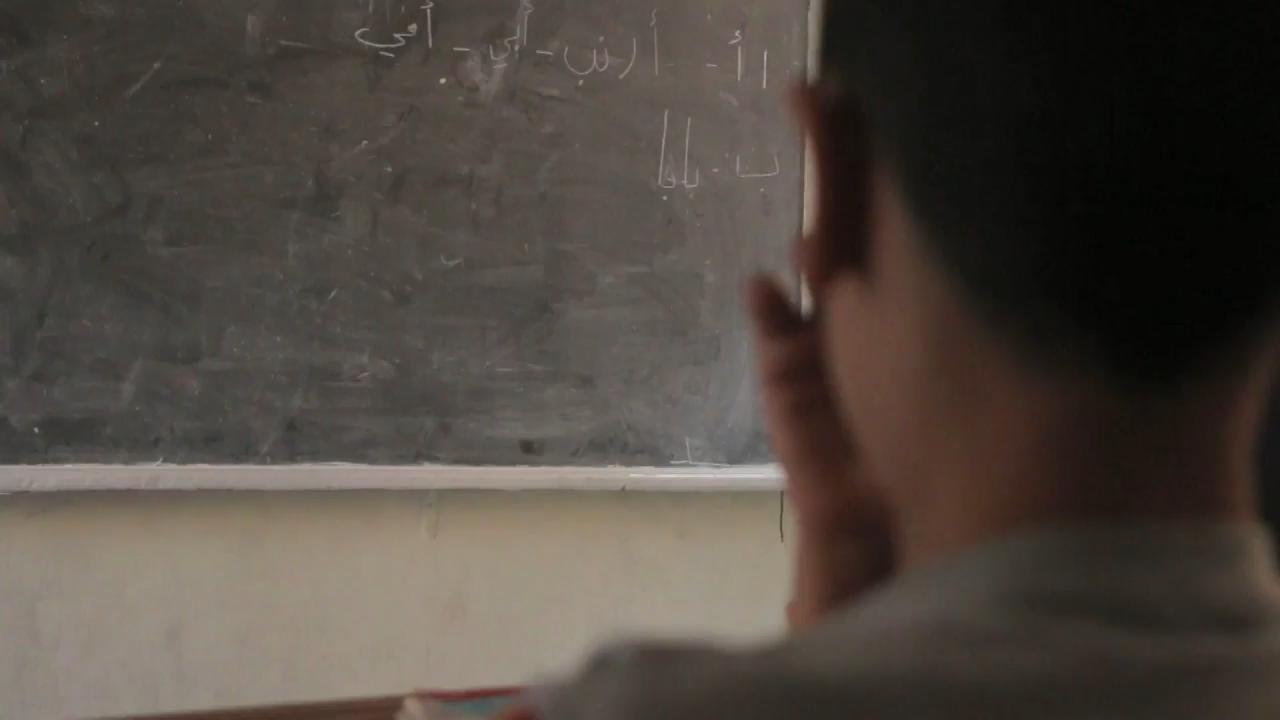 ا أ - أرنب - أبي - أمي
ب - بابا